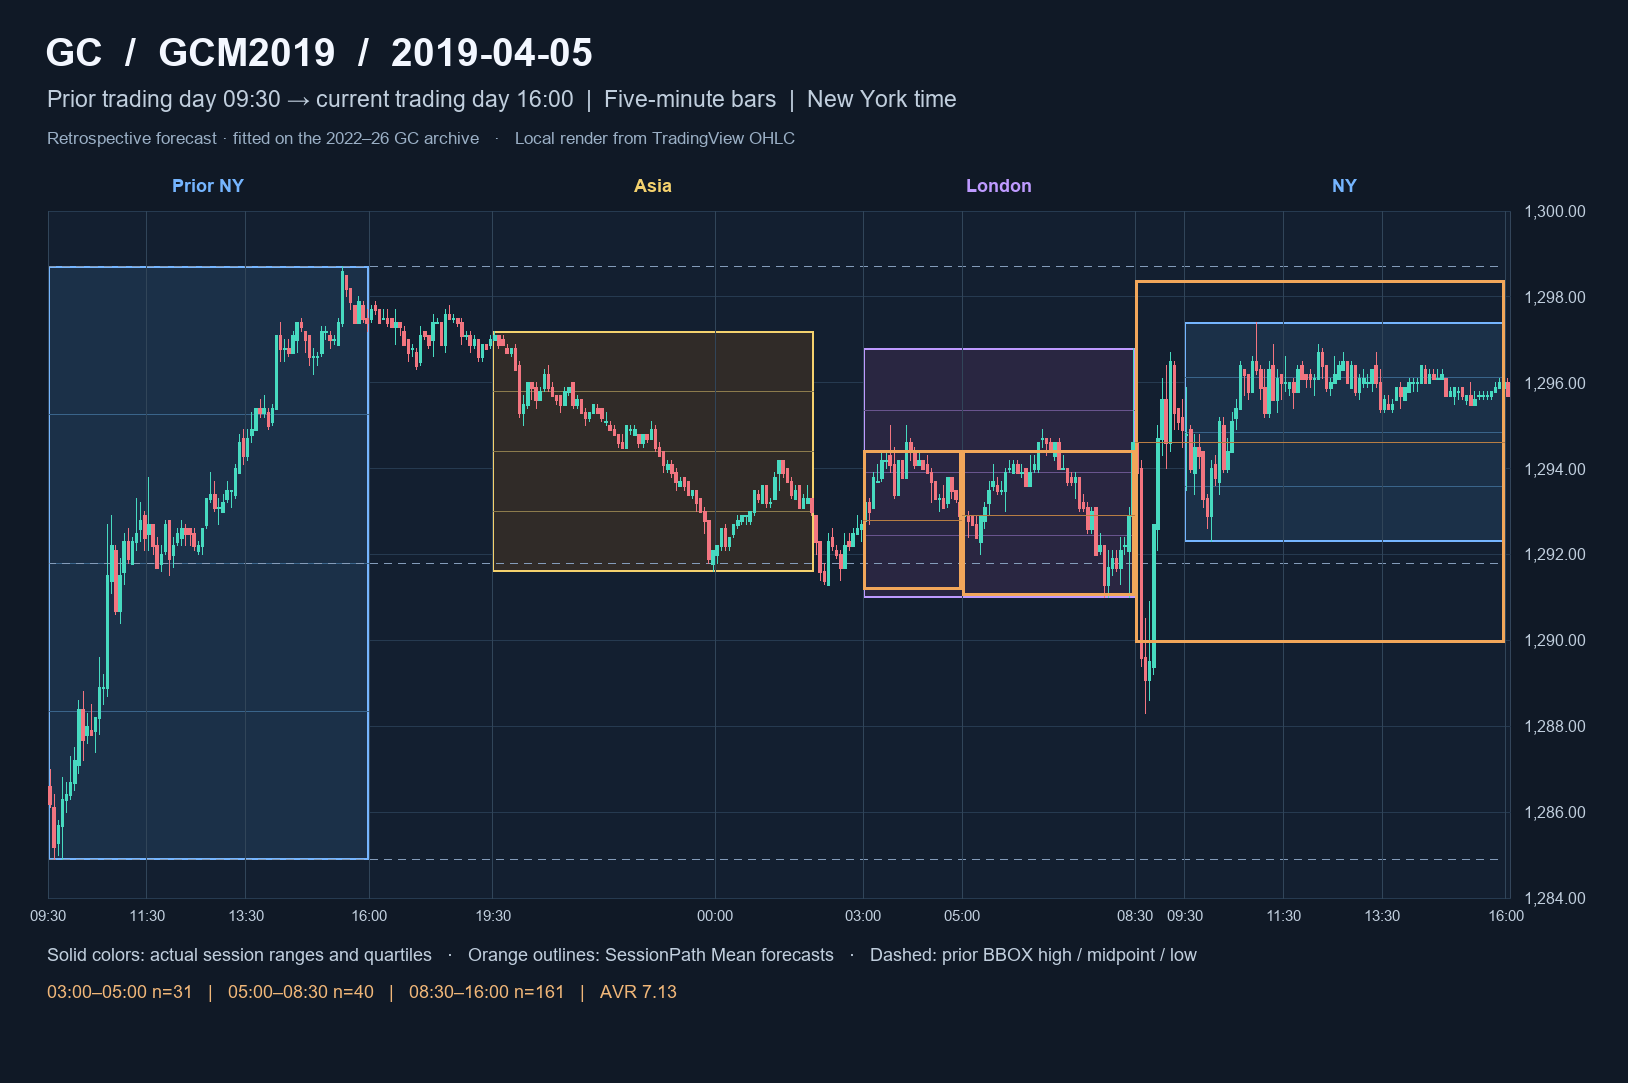 GC / GCM2019 / 2019-04-05
Prior trading day 09:30 → current trading day 16:00 | Five-minute bars | New York time
Retrospective forecast · fitted on the 2022–26 GC archive · Local render from TradingView OHLC
Prior NY Asia London NY
1,300.00
1,298.00
1,296.00
1,294.00
1,292.00
1,290.00
1,288.00
1,286.00
1,284.00
09:30 11:30 13:30 16:00 19:30 00:00 03:00 05:00 08:30 09:30 11:30 13:30 16:00
Solid colors: actual session ranges and quartiles · Orange outlines: SessionPath Mean forecasts · Dashed: prior BBOX high / midpoint / low
03:00–05:00 n=31 | 05:00–08:30 n=40 | 08:30–16:00 n=161 | AVR 7.13